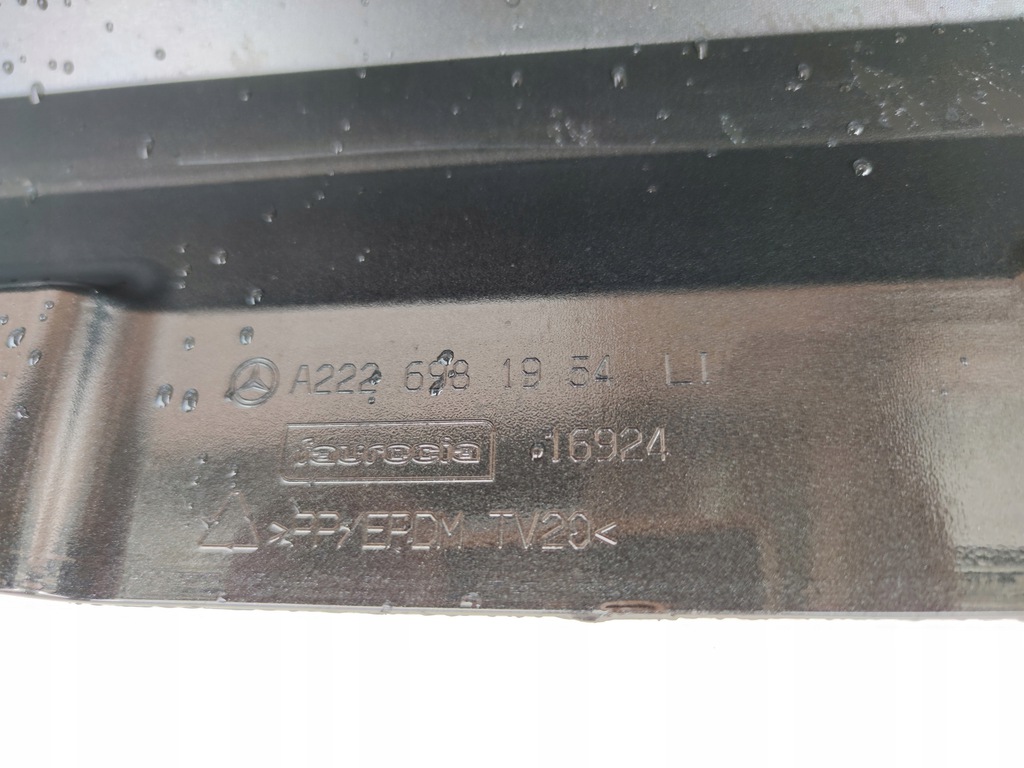 A222 698 19 54 LI
faurecia 16924
>PP/EPDM TV20<